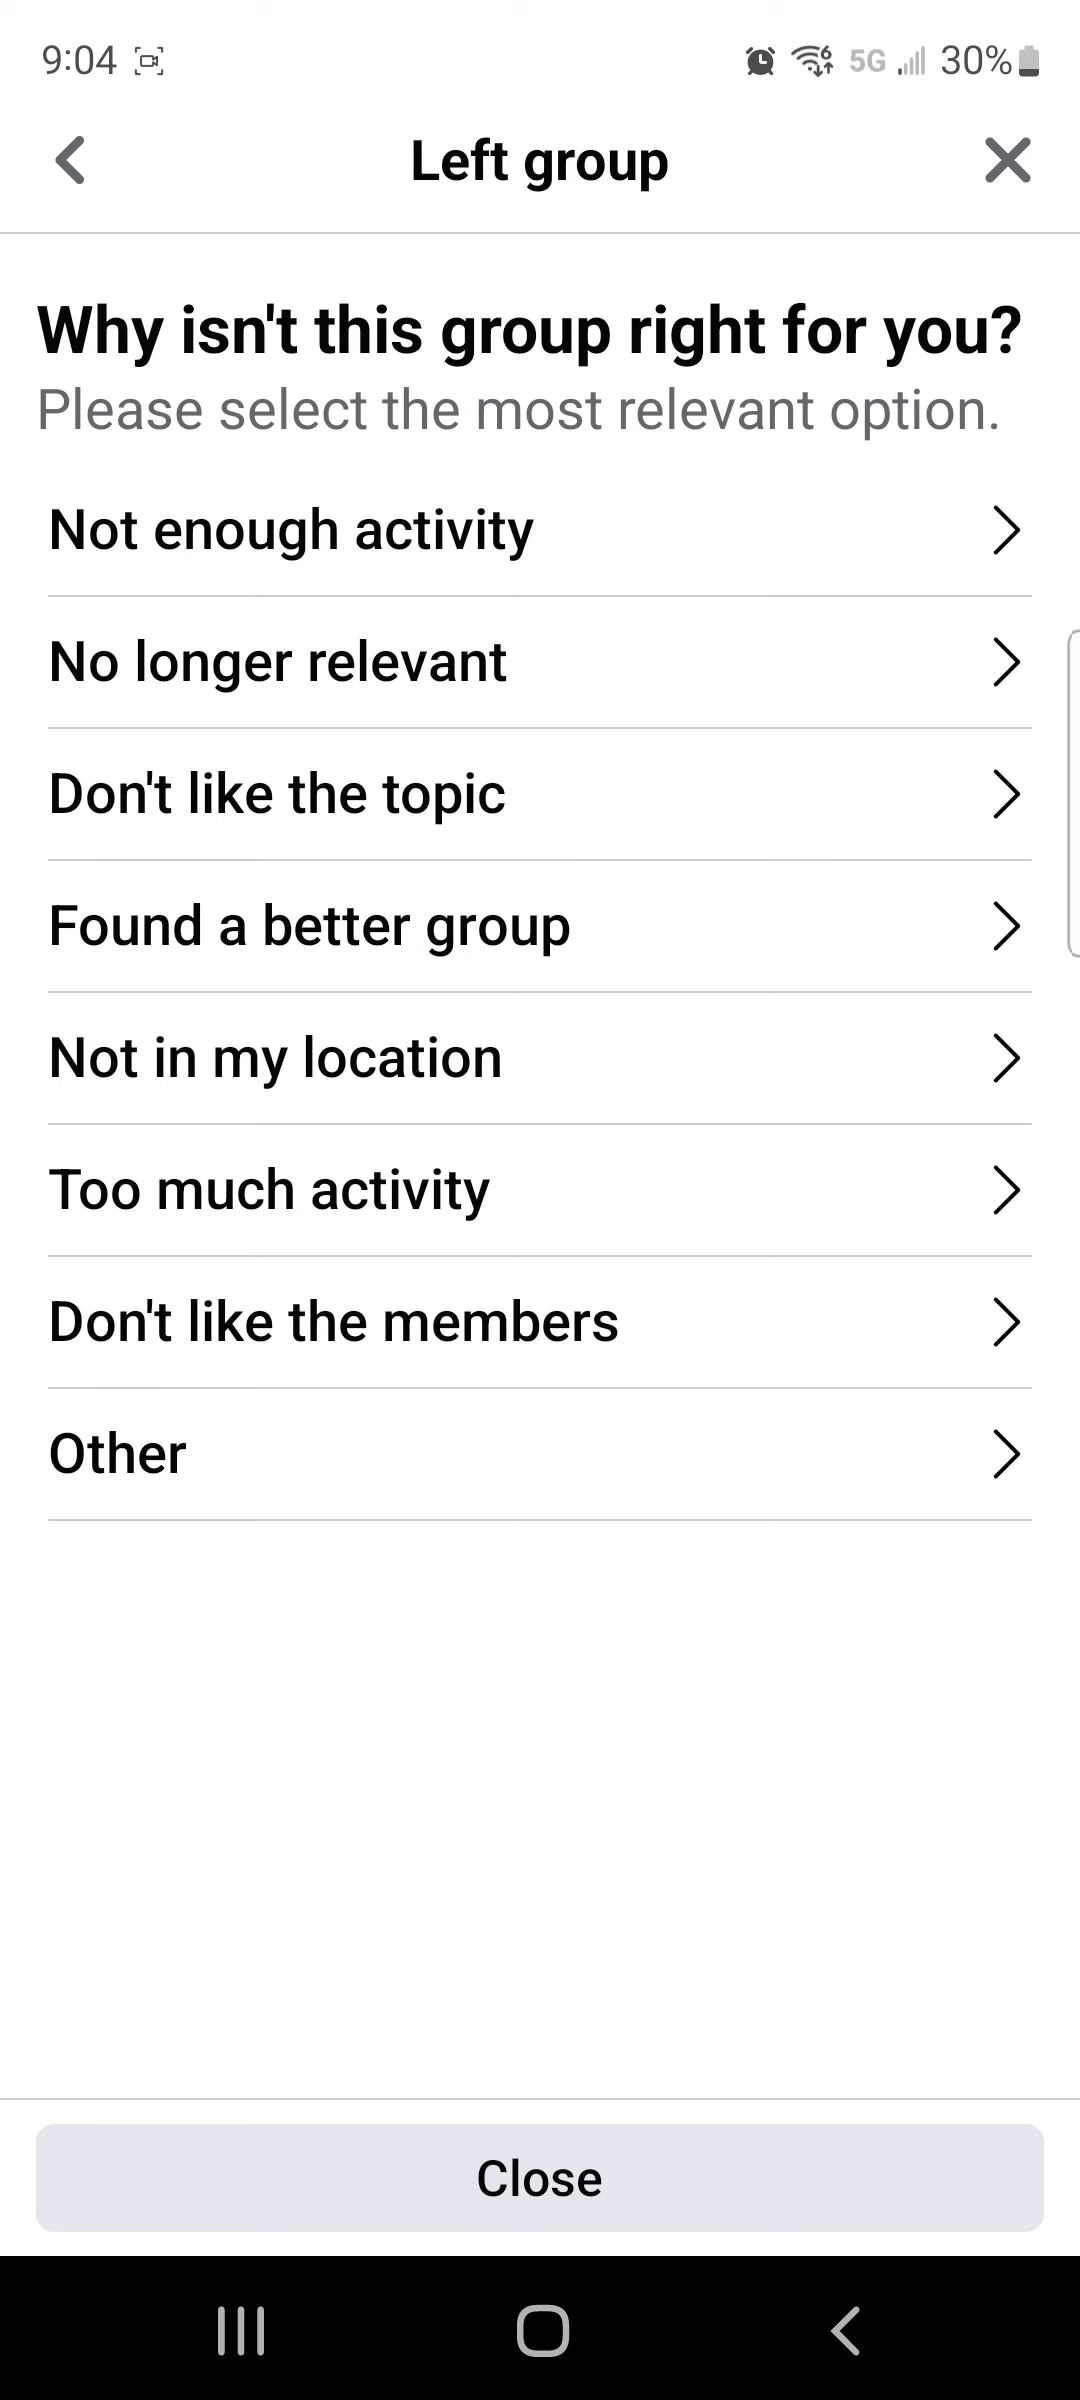 9:04 5G 30%
Left group
Why isn't this group right for you?
Please select the most relevant option.
Not enough activity
No longer relevant
Don't like the topic
Found a better group
Not in my location
Too much activity
Don't like the members
Other
Close